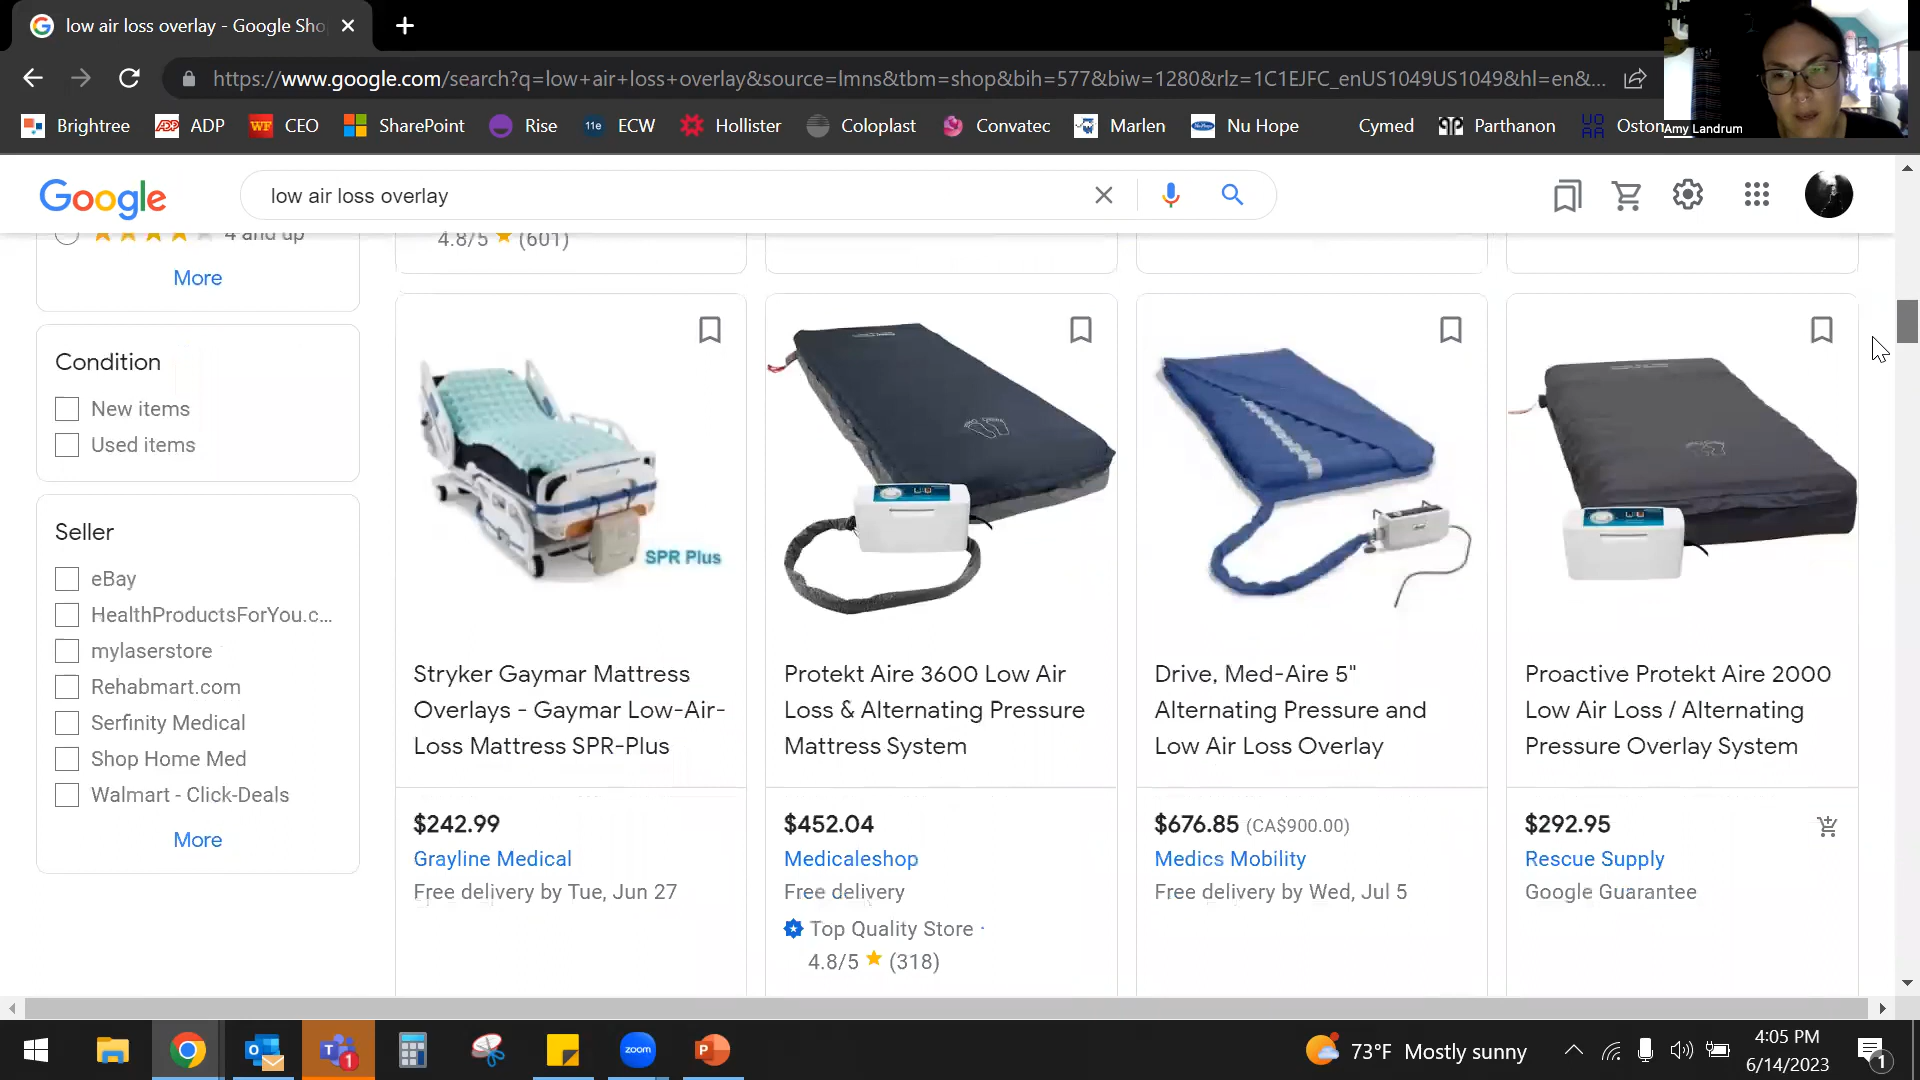 low air loss overlay - Google Sho
https://www.google.com/search?q=low+air+loss+overlay&source=lmns&tbm=shop&bih=577&biw=1280&rlz=1C1EJFC_enUS1049US1049&hl=en&...
Brightree ADP CEO SharePoint Rise 11e ECW Hollister Coloplast Convatec Marlen Nu Hope Cymed Parthanon Oston
Amy Landrum
Google low air loss overlay
4 and up
More
4.8/5 (601)
Condition
New items
Used items
Seller
eBay
HealthProductsForYou.c...
mylaserstore
Rehabmart.com
Serfinity Medical
Shop Home Med
Walmart - Click-Deals
More
SPR Plus
Stryker Gaymar Mattress
Overlays - Gaymar Low-Air-
Loss Mattress SPR-Plus
$242.99
Grayline Medical
Free delivery by Tue, Jun 27
Protekt Aire 3600 Low Air
Loss & Alternating Pressure
Mattress System
$452.04
Medicaleshop
Free delivery
Top Quality Store ·
4.8/5 (318)
Drive, Med-Aire 5"
Alternating Pressure and
Low Air Loss Overlay
$676.85 (CA$900.00)
Medics Mobility
Free delivery by Wed, Jul 5
Proactive Protekt Aire 2000
Low Air Loss / Alternating
Pressure Overlay System
$292.95
Rescue Supply
Google Guarantee
zoom
73°F Mostly sunny
4:05 PM
6/14/2023
1